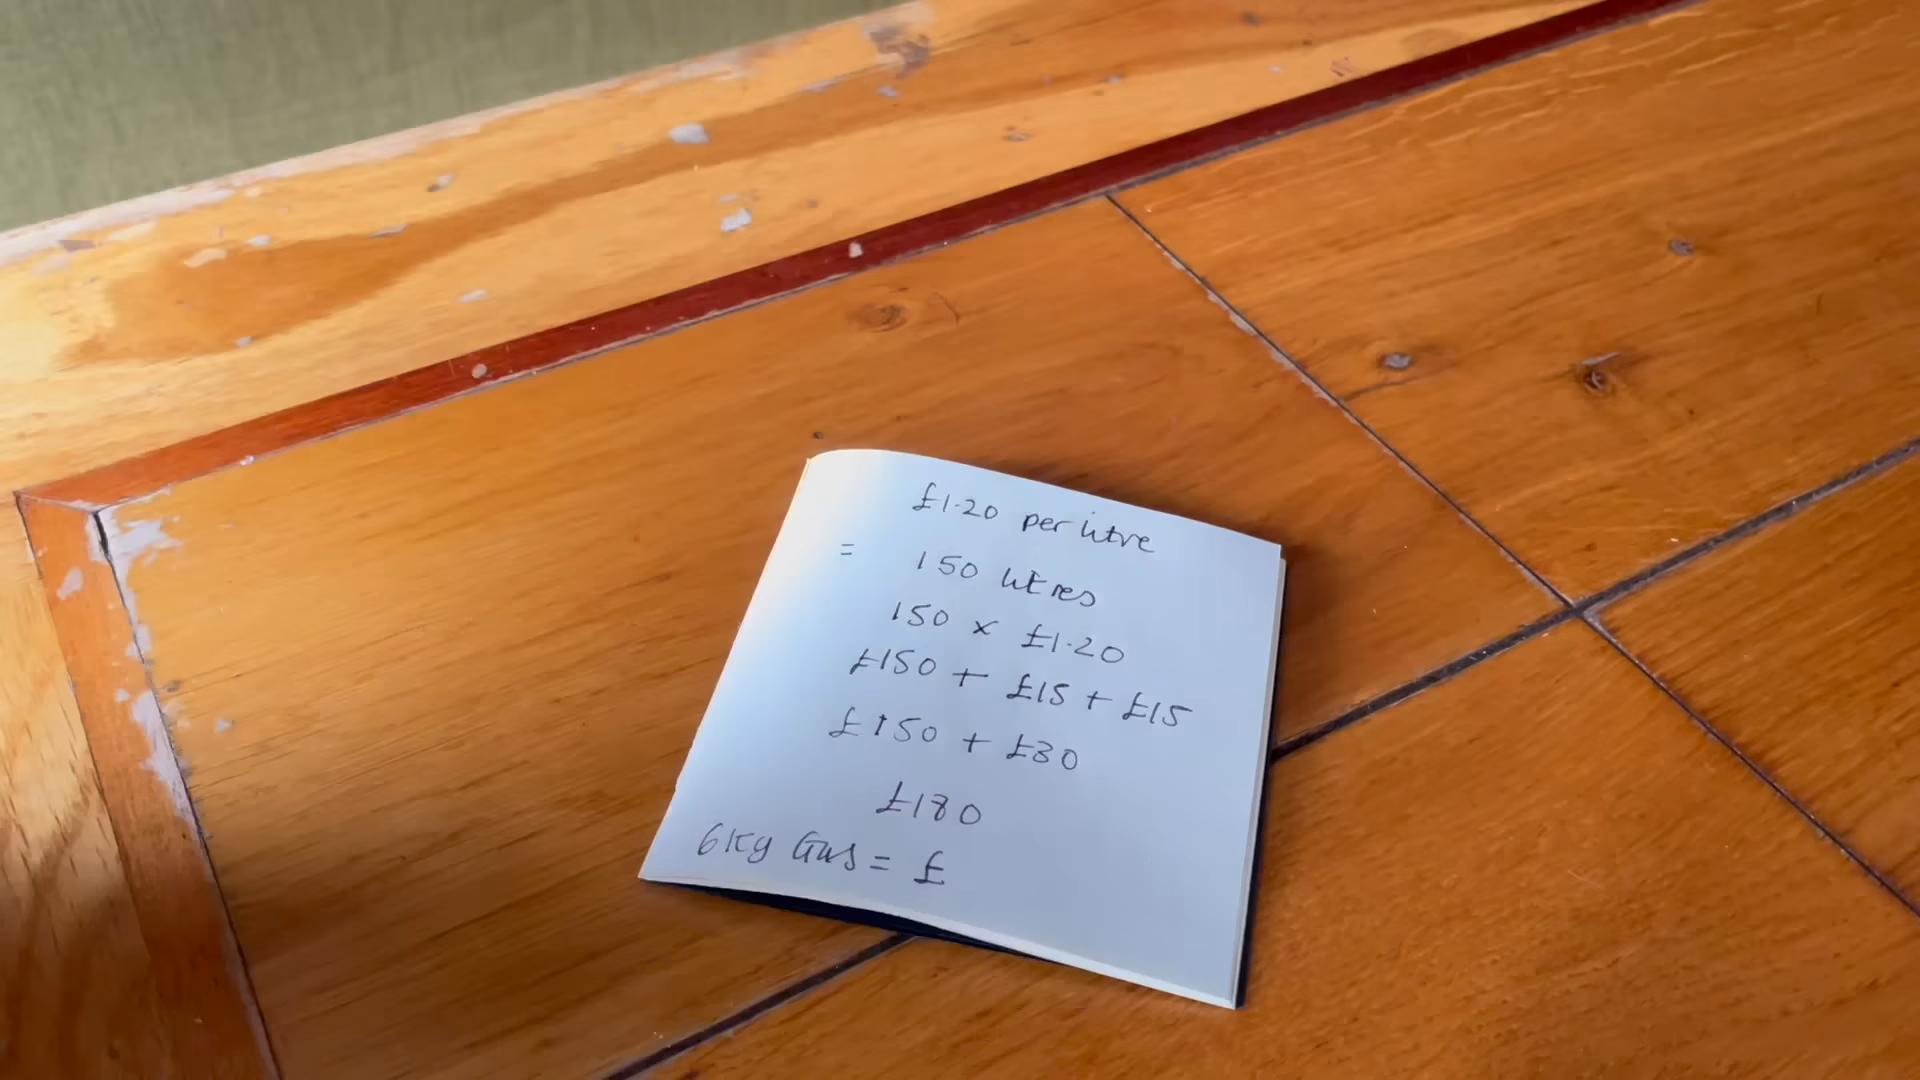 £1.20 per litre
= 150 litres
150 x £1.20
£150 + £15 + £15
£150 + £30
£180
6kg Gas = £